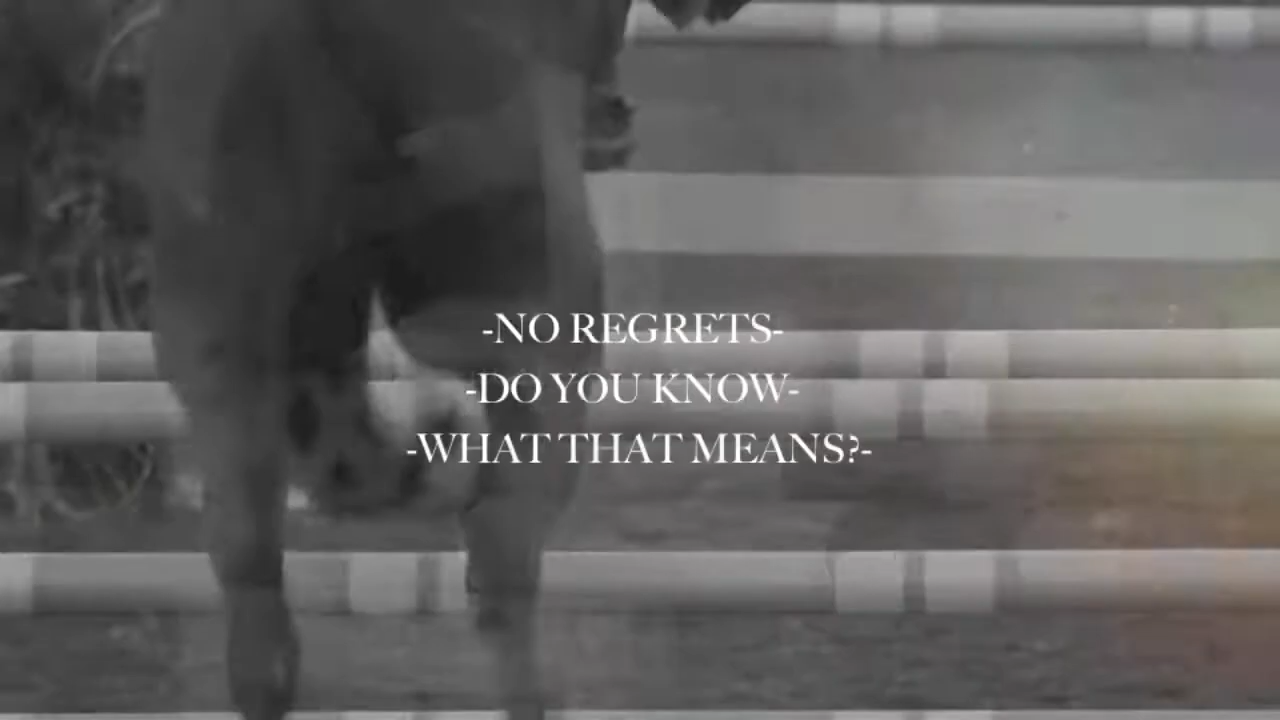 -NO REGRETS-
-DO YOU KNOW-
-WHAT THAT MEANS?-